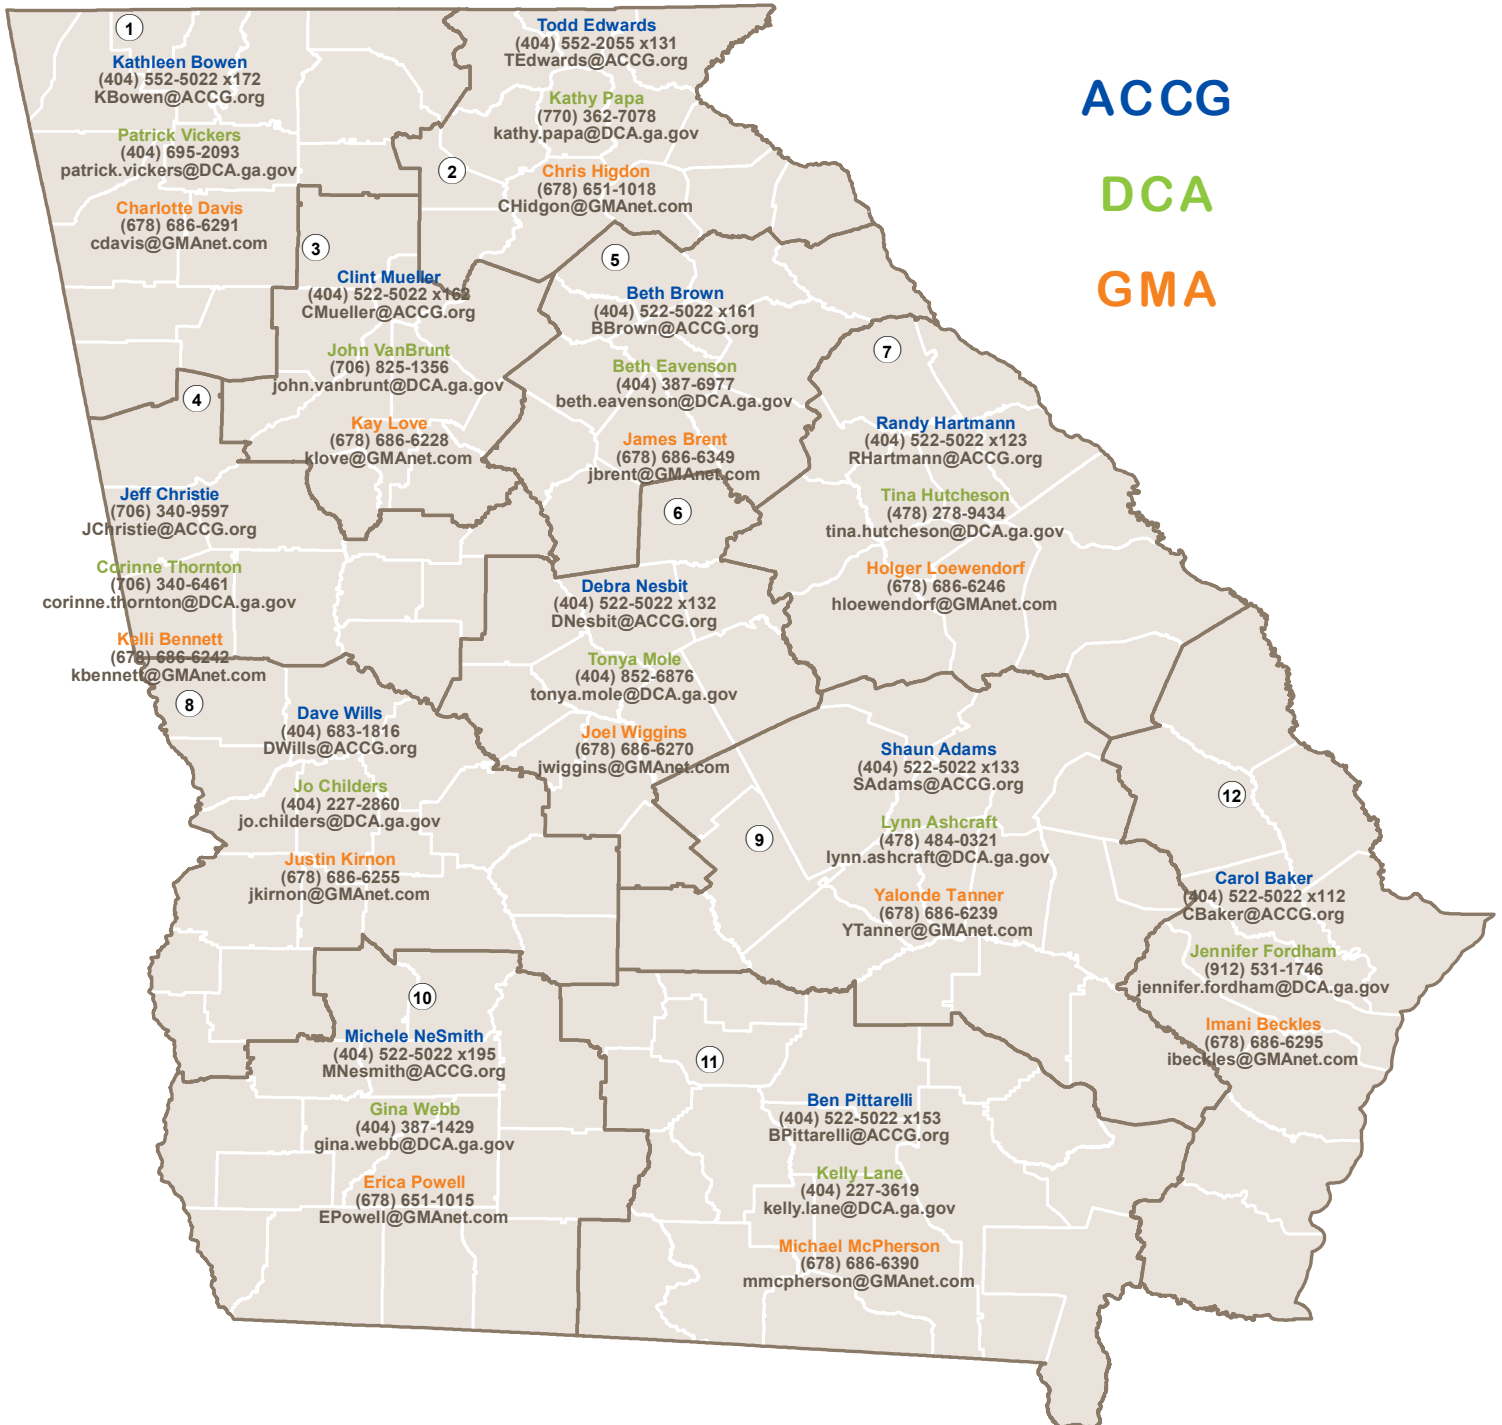 ACCG
DCA
GMA
1
Kathleen Bowen
(404) 552-5022 x172
KBowen@ACCG.org
Patrick Vickers
(404) 695-2093
patrick.vickers@DCA.ga.gov
Charlotte Davis
(678) 686-6291
cdavis@GMAnet.com
2
Todd Edwards
(404) 552-2055 x131
TEdwards@ACCG.org
Kathy Papa
(770) 362-7078
kathy.papa@DCA.ga.gov
Chris Higdon
(678) 651-1018
CHidgon@GMAnet.com
3
Clint Mueller
(404) 522-5022 x163
CMueller@ACCG.org
John VanBrunt
(706) 825-1356
john.vanbrunt@DCA.ga.gov
Kay Love
(678) 686-6228
klove@GMAnet.com
4
Jeff Christie
(706) 340-9597
JChristie@ACCG.org
Corinne Thornton
(706) 340-6461
corinne.thornton@DCA.ga.gov
Kelli Bennett
(678) 686-6242
kbennett@GMAnet.com
5
Beth Brown
(404) 522-5022 x161
BBrown@ACCG.org
Beth Eavenson
(404) 387-6977
beth.eavenson@DCA.ga.gov
James Brent
(678) 686-6349
jbrent@GMAnet.com
6
Debra Nesbit
(404) 522-5022 x132
DNesbit@ACCG.org
Tonya Mole
(404) 852-6876
tonya.mole@DCA.ga.gov
Joel Wiggins
(678) 686-6270
jwiggins@GMAnet.com
7
Randy Hartmann
(404) 522-5022 x123
RHartmann@ACCG.org
Tina Hutcheson
(478) 278-9434
tina.hutcheson@DCA.ga.gov
Holger Loewendorf
(678) 686-6246
hloewendorf@GMAnet.com
8
Dave Wills
(404) 683-1816
DWills@ACCG.org
Jo Childers
(404) 227-2860
jo.childers@DCA.ga.gov
Justin Kirnon
(678) 686-6255
jkirnon@GMAnet.com
9
Shaun Adams
(404) 522-5022 x133
SAdams@ACCG.org
Lynn Ashcraft
(478) 484-0321
lynn.ashcraft@DCA.ga.gov
Yalonde Tanner
(678) 686-6239
YTanner@GMAnet.com
10
Michele NeSmith
(404) 522-5022 x195
MNesmith@ACCG.org
Gina Webb
(404) 387-1429
gina.webb@DCA.ga.gov
Erica Powell
(678) 651-1015
EPowell@GMAnet.com
11
Ben Pittarelli
(404) 522-5022 x153
BPittarelli@ACCG.org
Kelly Lane
(404) 227-3619
kelly.lane@DCA.ga.gov
Michael McPherson
(678) 686-6390
mmcpherson@GMAnet.com
12
Carol Baker
(404) 522-5022 x112
CBaker@ACCG.org
Jennifer Fordham
(912) 531-1746
jennifer.fordham@DCA.ga.gov
Imani Beckles
(678) 686-6295
ibeckles@GMAnet.com